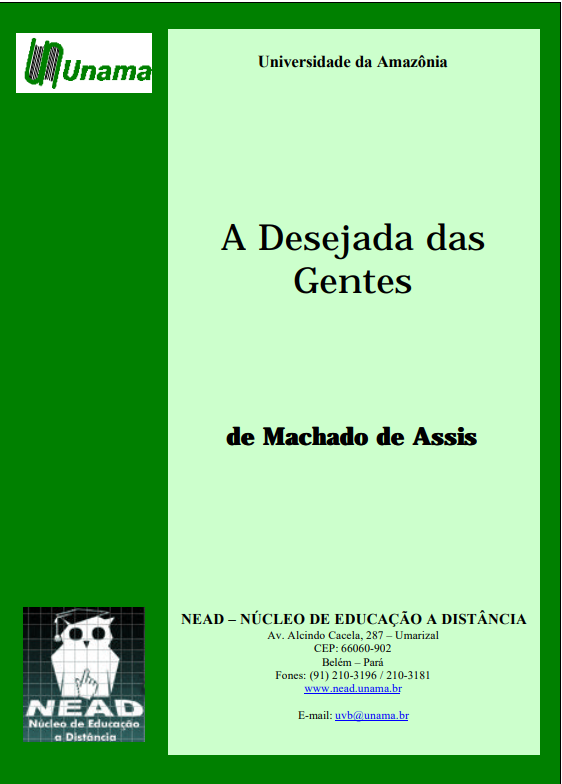 Unama
Universidade da Amazônia
A Desejada das
Gentes
de Machado de Assis
NEAD – NÚCLEO DE EDUCAÇÃO A DISTÂNCIA
Av. Alcindo Cacela, 287 – Umarizal
CEP: 66060-902
Belém – Pará
Fones: (91) 210-3196 / 210-3181
www.nead.unama.br
E-mail: uvb@unama.br
NEAD
Núcleo de Educação
a Distância